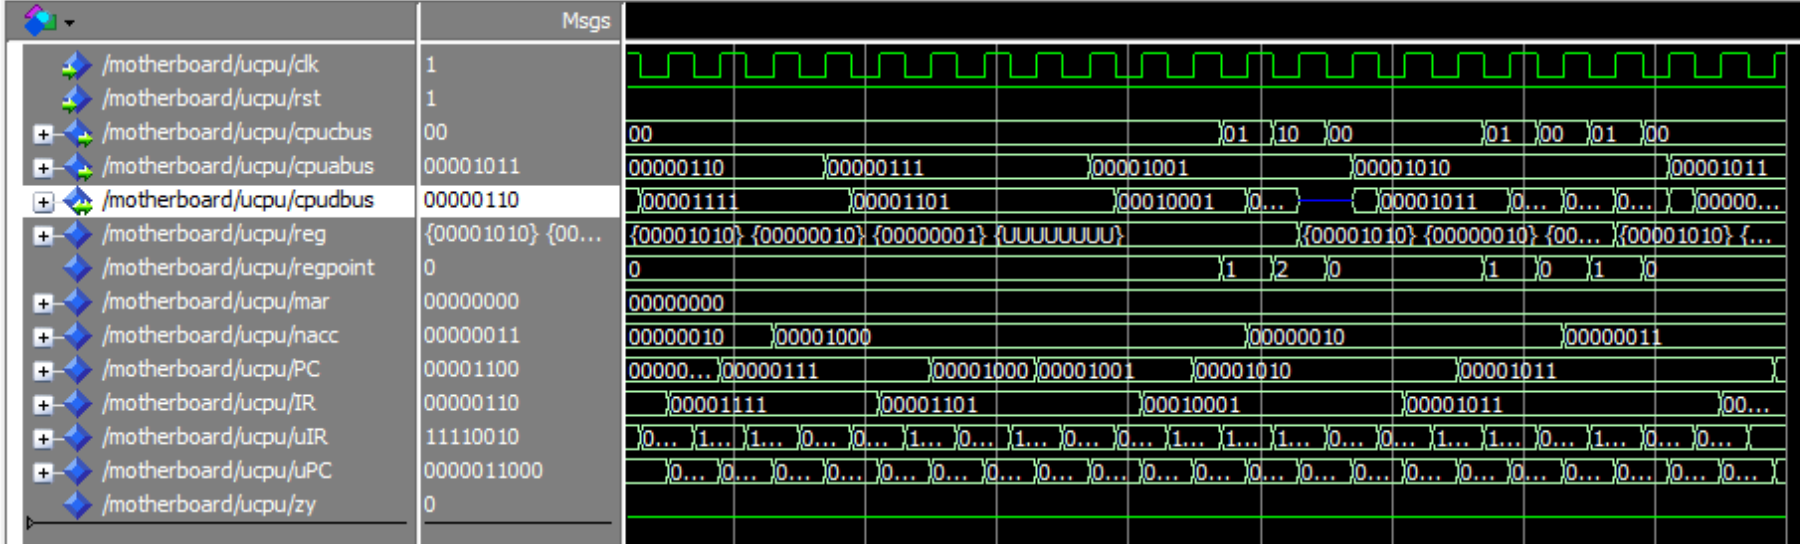 Msgs
/motherboard/ucpu/clk 1
/motherboard/ucpu/rst 1
/motherboard/ucpu/cpucbus 00 00 01 10 00 01 00 01 00
/motherboard/ucpu/cpuabus 00001011 00000110 00000111 00001001 00001010 00001011
/motherboard/ucpu/cpudbus 00000110 00001111 00001101 00010001 0... 00001011 0... 0... 0... 00000...
/motherboard/ucpu/reg {00001010} {00... {00001010} {00000010} {00000001} {UUUUUUUU} {00001010} {00000010} {00... {00001010} {...
/motherboard/ucpu/regpoint 0 0 1 2 0 1 0 1 0
/motherboard/ucpu/mar 00000000 00000000
/motherboard/ucpu/nacc 00000011 00000010 00001000 00000010 00000011
/motherboard/ucpu/PC 00001100 00000... 00000111 00001000 00001001 00001010 00001011
/motherboard/ucpu/IR 00000110 00001111 00001101 00010001 00001011 00...
/motherboard/ucpu/uIR 11110010 0... 1... 1... 0... 0... 1... 0... 1... 0... 0... 1... 1... 1... 0... 0... 1... 1... 0... 1... 0... 0...
/motherboard/ucpu/uPC 0000011000 0... 0... 0... 0... 0... 0... 0... 0... 0... 0... 0... 0... 0... 0... 0... 0... 0... 0... 0... 0... 0...
/motherboard/ucpu/zy 0